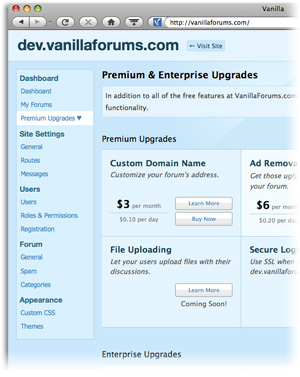 Vanilla
http://vanillaforums.com/
dev.vanillaforums.com
← Visit Site
Dashboard
Dashboard
My Forums
Premium Upgrades ▼
Site Settings
General
Routes
Messages
Users
Users
Roles & Permissions
Registration
Forum
General
Spam
Categories
Appearance
Custom CSS
Themes
Premium & Enterprise Upgrades
In addition to all of the free features at VanillaForums.com
functionality.
Premium Upgrades
Custom Domain Name
Customize your forum's address.
$3 per month
$0.10 per day
Learn More
Buy Now
Ad Remova
Get those ugly
your forum.
$6 per mon
$0.20 per day
File Uploading
Let your users upload files with their
discussions.
Learn More
Coming Soon!
Secure Log
Use SSL when
dev.vanillafo
Enterprise Upgrades